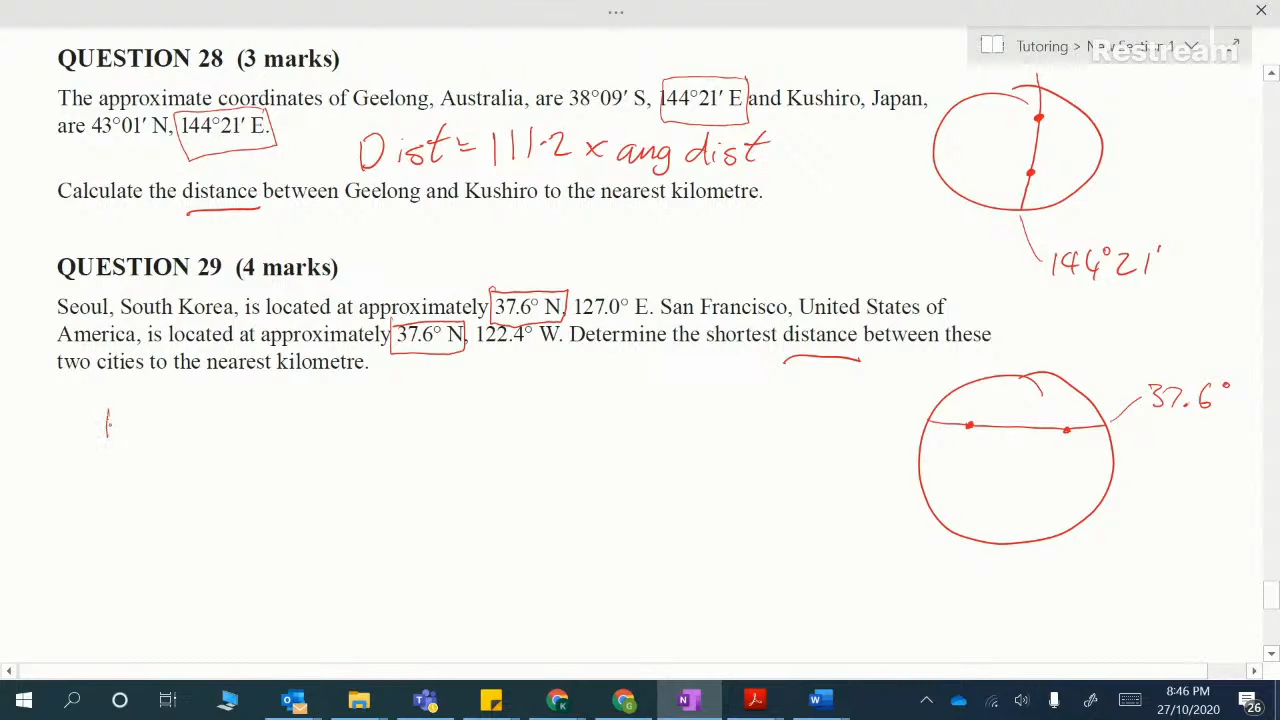 Tutoring > New Section 1
Restream
QUESTION 28 (3 marks)
The approximate coordinates of Geelong, Australia, are 38°09′ S, 144°21′ E and Kushiro, Japan,
are 43°01′ N, 144°21′ E.
Dist = 111.2 x ang dist
Calculate the distance between Geelong and Kushiro to the nearest kilometre.
144°21'
QUESTION 29 (4 marks)
Seoul, South Korea, is located at approximately 37.6° N, 127.0° E. San Francisco, United States of
America, is located at approximately 37.6° N, 122.4° W. Determine the shortest distance between these
two cities to the nearest kilometre.
37.6°
8:46 PM
27/10/2020
26